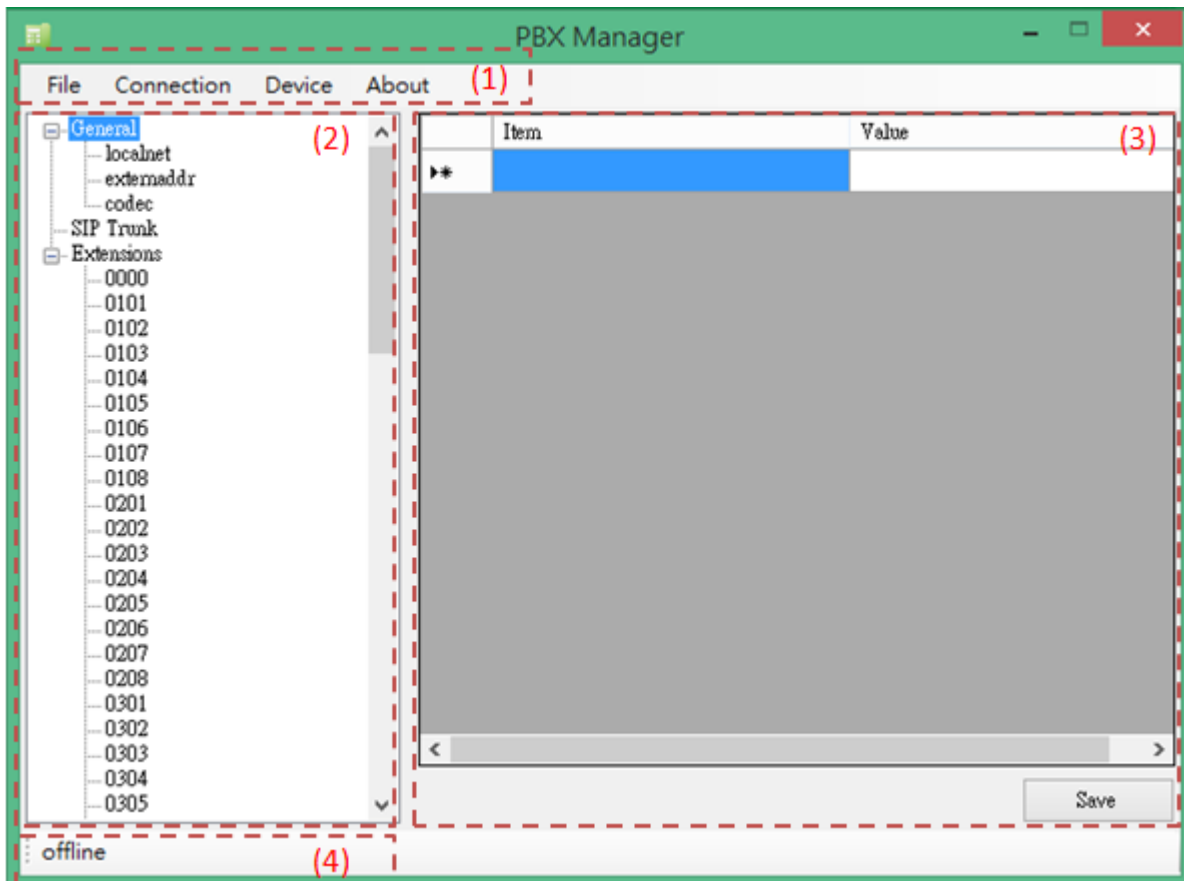 PBX Manager
File Connection Device About (1)
General (2)
localnet
externaddr
codec
SIP Trunk
Extensions
0000
0101
0102
0103
0104
0105
0106
0107
0108
0201
0202
0203
0204
0205
0206
0207
0208
0301
0302
0303
0304
0305
Item Value (3)
Save
offline (4)